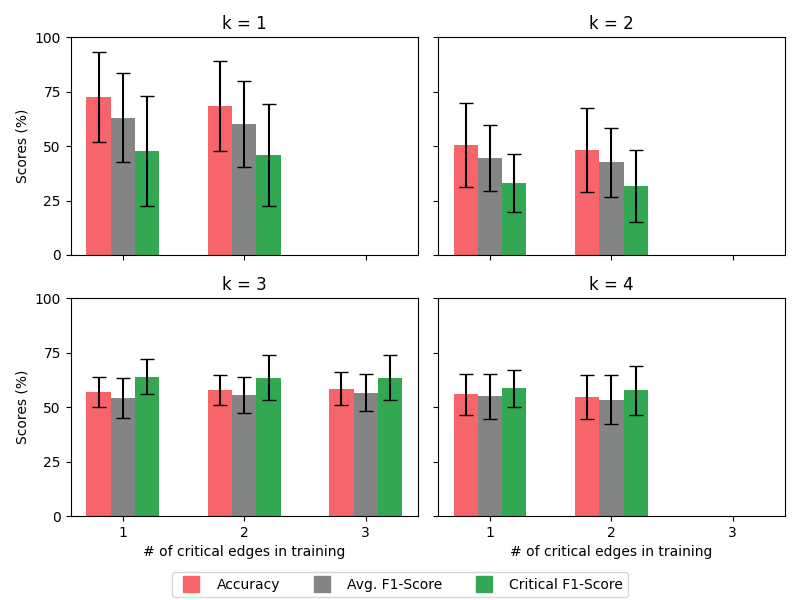 k = 1
k = 2
100
75
50
25
0
Scores (%)
k = 3
k = 4
100
75
50
25
0
Scores (%)
1 2 3
1 2 3
# of critical edges in training
# of critical edges in training
Accuracy Avg. F1-Score Critical F1-Score